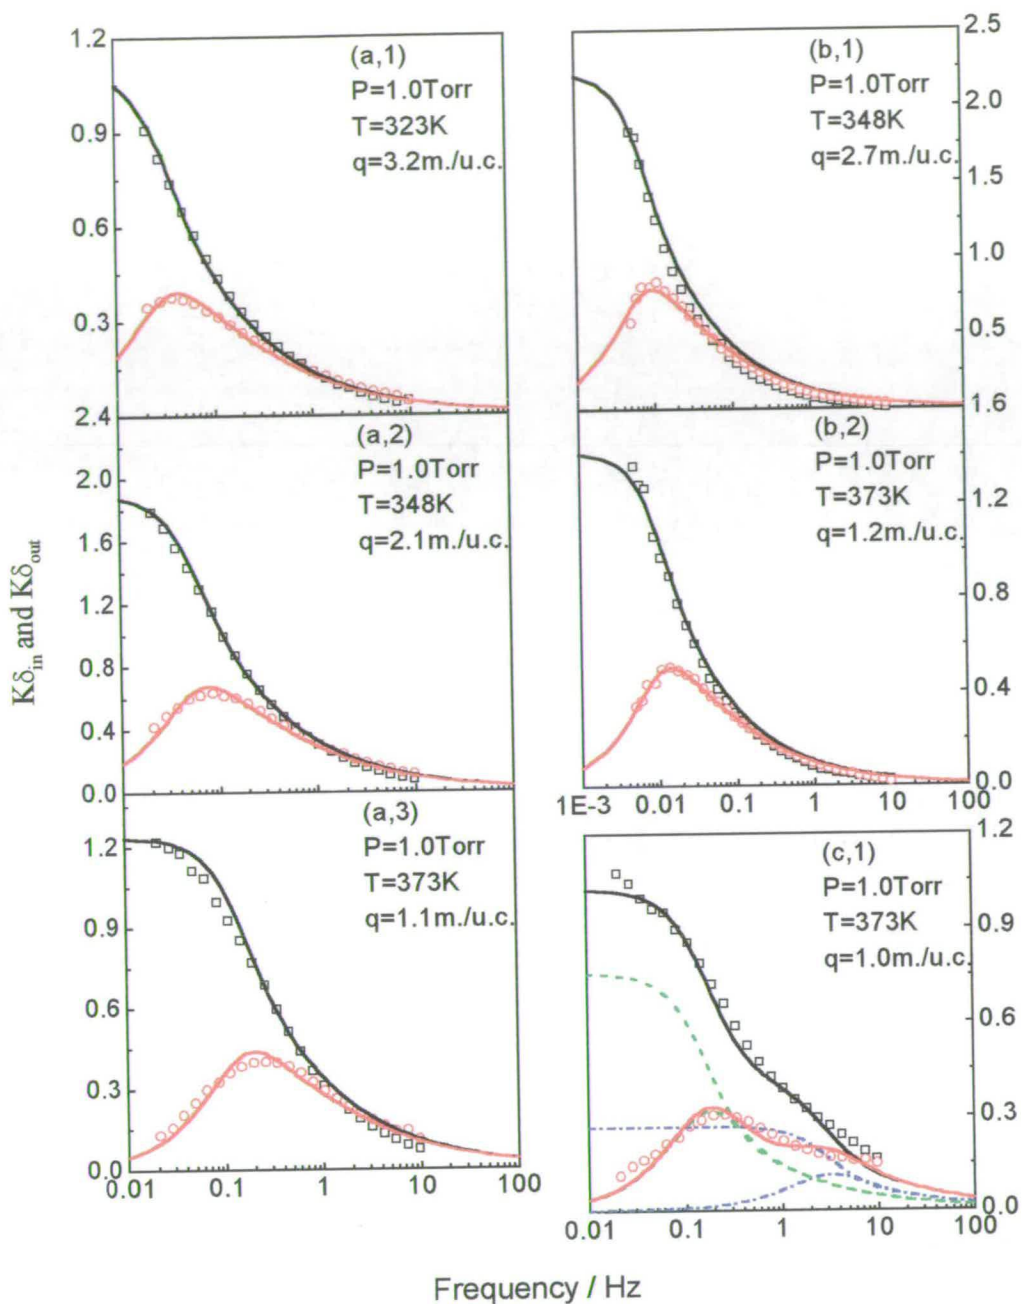 1.2
0.9
0.6
0.3
(a,1)
P=1.0Torr
T=323K
q=3.2m./u.c.
(b,1)
P=1.0Torr
T=348K
q=2.7m./u.c.
2.5
2.0
1.5
1.0
0.5
2.4
2.0
1.6
1.2
0.8
0.4
0.0
(a,2)
P=1.0Torr
T=348K
q=2.1m./u.c.
(b,2)
P=1.0Torr
T=373K
q=1.2m./u.c.
1.6
1.2
0.8
0.4
0.0
1E-3 0.01 0.1 1 10 100
Kδin and Kδout
1.2
0.9
0.6
0.3
0.0
(a,3)
P=1.0Torr
T=373K
q=1.1m./u.c.
0.01 0.1 1 10 100
(c,1)
P=1.0Torr
T=373K
q=1.0m./u.c.
1.2
0.9
0.6
0.3
0.0
0.01 0.1 1 10 100
Frequency / Hz